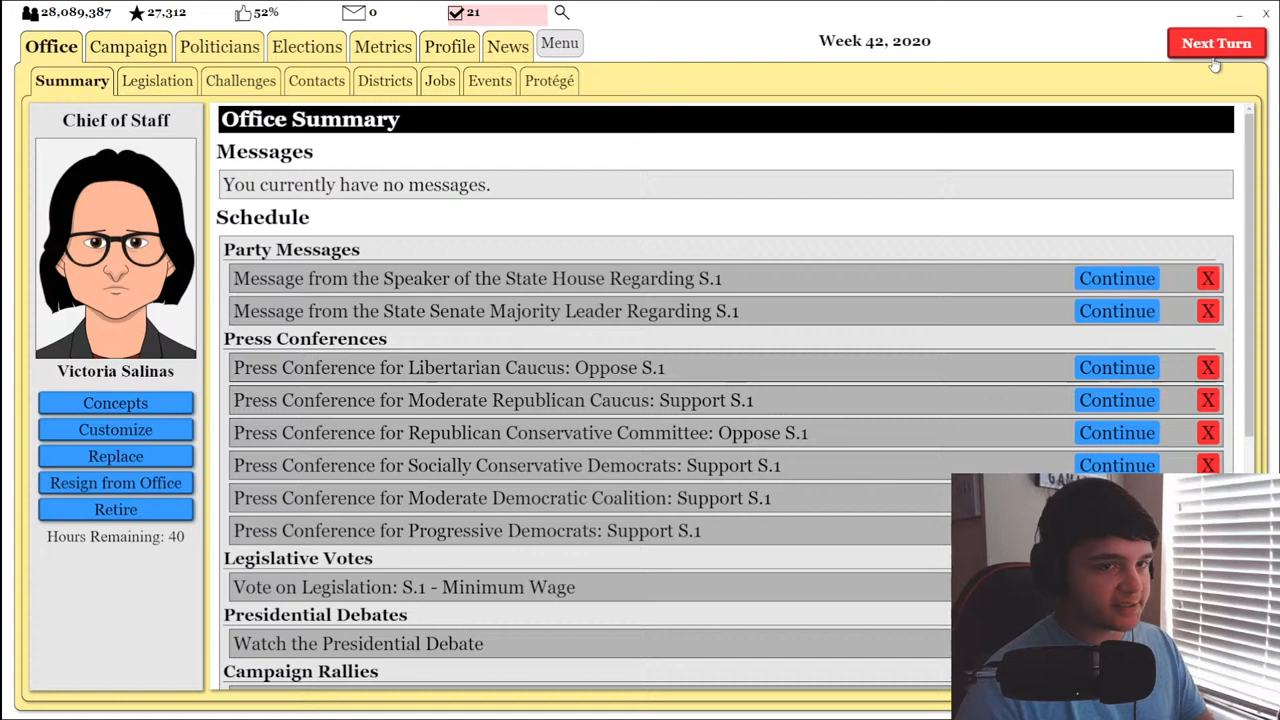 28,089,387 27,312 52% 0 21
_ x
Office Campaign Politicians Elections Metrics Profile News Menu
Week 42, 2020
Next Turn
Summary Legislation Challenges Contacts Districts Jobs Events Protégé
Chief of Staff
Victoria Salinas
Concepts
Customize
Replace
Resign from Office
Retire
Hours Remaining: 40
Office Summary
Messages
You currently have no messages.
Schedule
Party Messages
Message from the Speaker of the State House Regarding S.1 Continue X
Message from the State Senate Majority Leader Regarding S.1 Continue X
Press Conferences
Press Conference for Libertarian Caucus: Oppose S.1 Continue X
Press Conference for Moderate Republican Caucus: Support S.1 Continue X
Press Conference for Republican Conservative Committee: Oppose S.1 Continue X
Press Conference for Socially Conservative Democrats: Support S.1 Continue X
Press Conference for Moderate Democratic Coalition: Support S.1
Press Conference for Progressive Democrats: Support S.1
Legislative Votes
Vote on Legislation: S.1 - Minimum Wage
Presidential Debates
Watch the Presidential Debate
Campaign Rallies